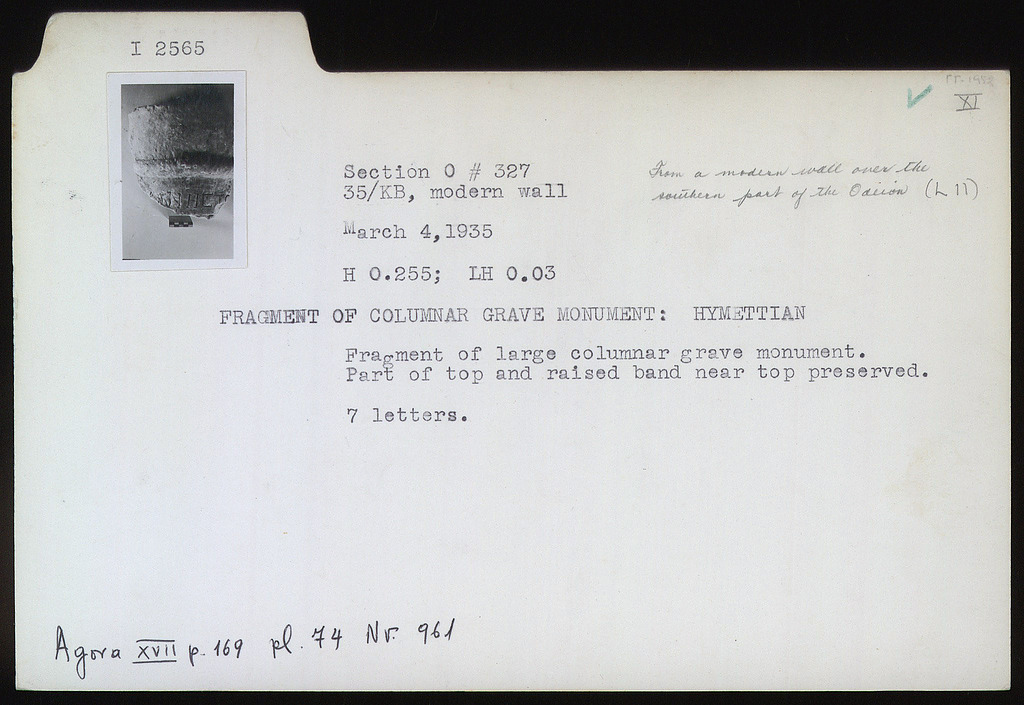 I 2565
XI
Section O # 327
35/KB, modern wall
From a modern wall over the
southern part of the Odeion (L 11)
March 4,1935
H 0.255; LH 0.03
FRAGMENT OF COLUMNAR GRAVE MONUMENT: HYMETTIAN
Fragment of large columnar grave monument.
Part of top and raised band near top preserved.
7 letters.
Agora XVII p. 169 pl. 74 Nr. 961